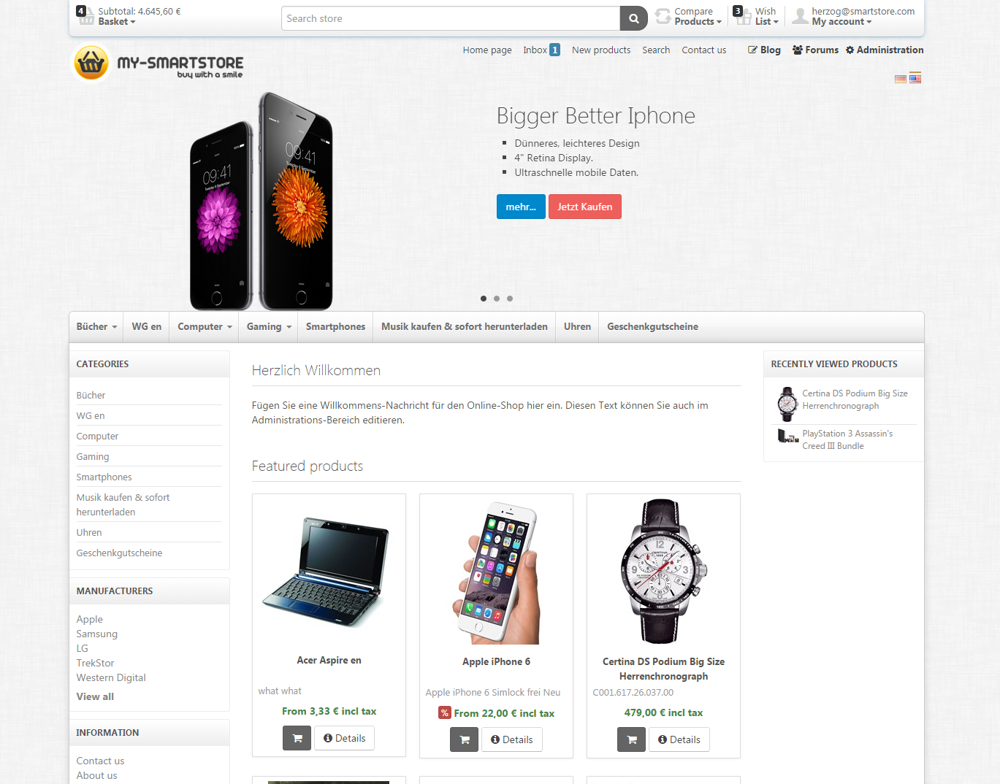 4
Subtotal: 4.645,60 €
Basket
Search store
Compare
Products
3
Wish
List
herzog@smartstore.com
My account
MY-SMARTSTORE
buy with a smile
Home page
Inbox 1
New products
Search
Contact us
Blog
Forums
Administration
09:41
Tuesday 9 September
09:41
Tuesday 9 September
Bigger Better Iphone
Dünneres, leichteres Design
4" Retina Display.
Ultraschnelle mobile Daten.
mehr...
Jetzt Kaufen
Bücher
WG en
Computer
Gaming
Smartphones
Musik kaufen & sofort herunterladen
Uhren
Geschenkgutscheine
CATEGORIES
Bücher
WG en
Computer
Gaming
Smartphones
Musik kaufen & sofort
herunterladen
Uhren
Geschenkgutscheine
MANUFACTURERS
Apple
Samsung
LG
TrekStor
Western Digital
View all
INFORMATION
Contact us
About us
Herzlich Willkommen
Fügen Sie eine Willkommens-Nachricht für den Online-Shop hier ein. Diesen Text können Sie auch im
Administrations-Bereich editieren.
Featured products
Acer Aspire en
what what
From 3,33 € incl tax
Details
Apple iPhone 6
Apple iPhone 6 Simlock frei Neu
% From 22,00 € incl tax
Details
CERTINA
Certina DS Podium Big Size
Herrenchronograph
C001.617.26.037.00
479,00 € incl tax
Details
RECENTLY VIEWED PRODUCTS
Certina DS Podium Big Size
Herrenchronograph
PlayStation 3 Assassin's
Creed III Bundle